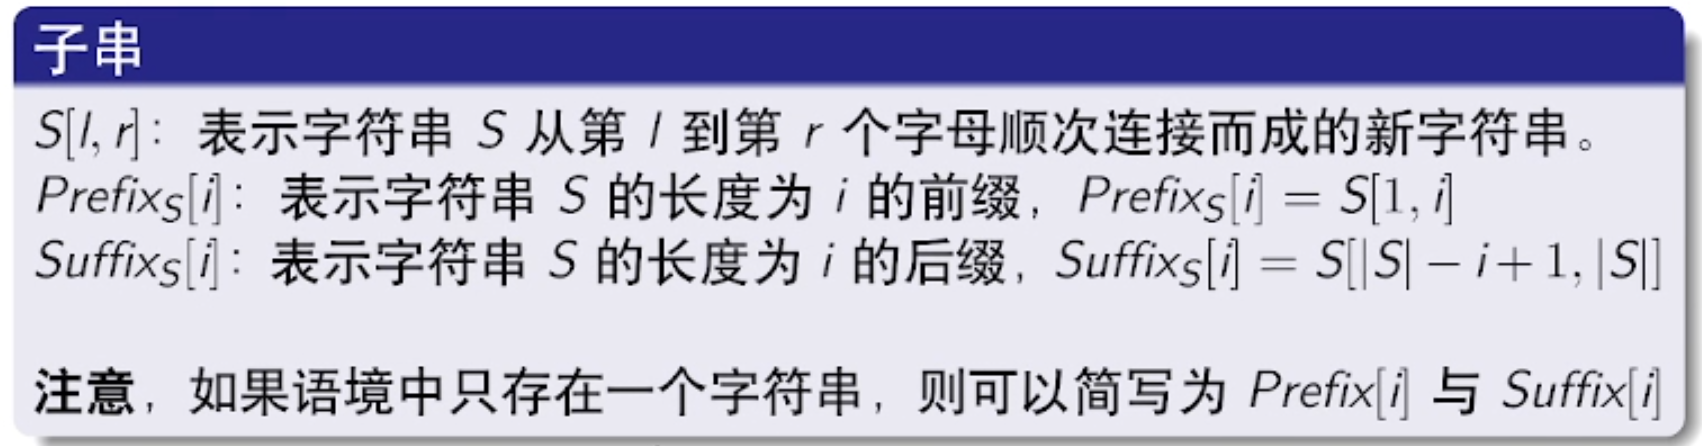 子串
S[l, r]：表示字符串 S 从第 l 到第 r 个字母顺次连接而成的新字符串。
Prefix_S[i]：表示字符串 S 的长度为 i 的前缀，Prefix_S[i] = S[1, i]
Suffix_S[i]：表示字符串 S 的长度为 i 的后缀，Suffix_S[i] = S[|S| − i + 1, |S|]
注意，如果语境中只存在一个字符串，则可以简写为 Prefix[i] 与 Suffix[i]